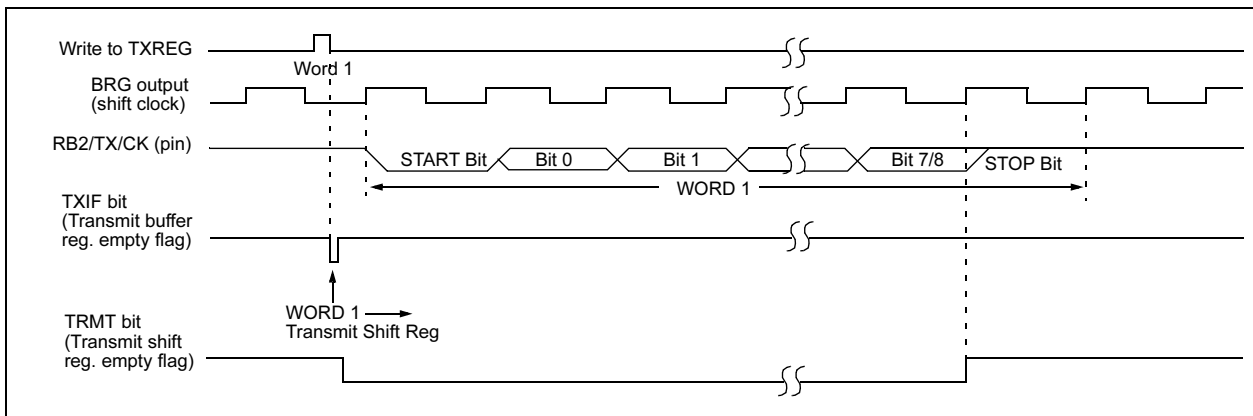 Write to TXREG
Word 1
BRG output
(shift clock)
RB2/TX/CK (pin)
START Bit
Bit 0
Bit 1
Bit 7/8
STOP Bit
WORD 1
TXIF bit
(Transmit buffer
reg. empty flag)
WORD 1
Transmit Shift Reg
TRMT bit
(Transmit shift
reg. empty flag)